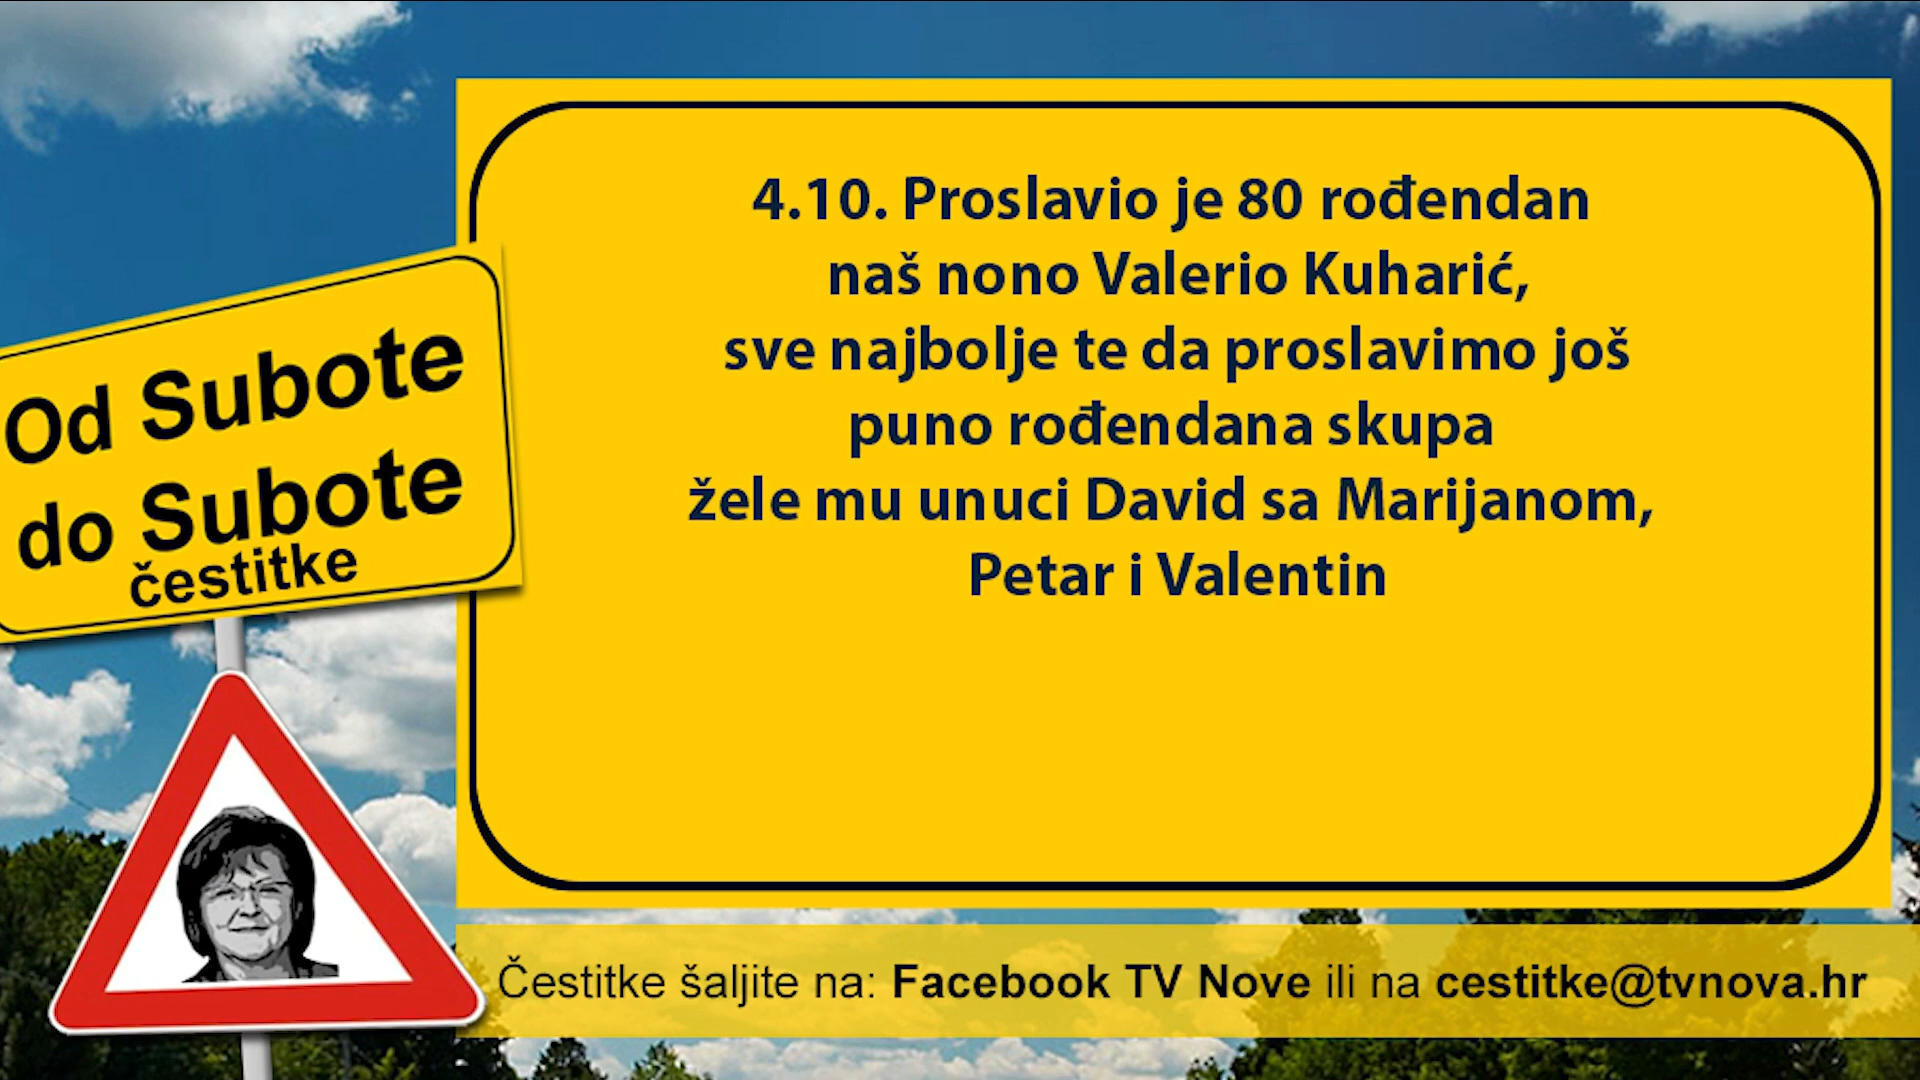 4.10. Proslavio je 80 rođendan
naš nono Valerio Kuharić,
sve najbolje te da proslavimo još
puno rođendana skupa
žele mu unuci David sa Marijanom,
Petar i Valentin
Od Subote
do Subote
čestitke
Čestitke šaljite na: Facebook TV Nove ili na cestitke@tvnova.hr